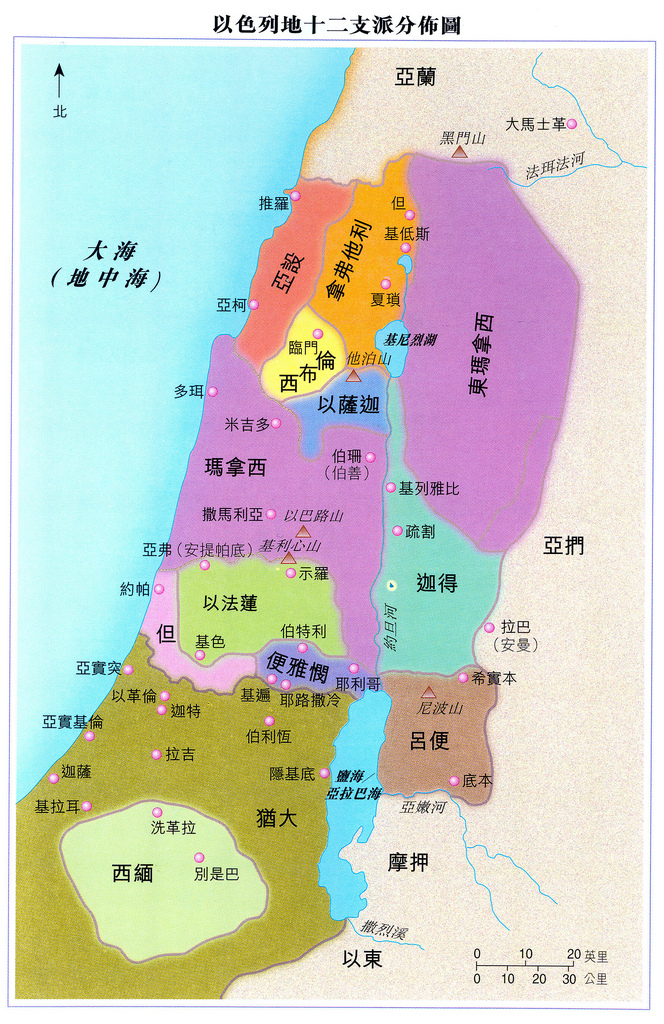 以色列地十二支派分佈圖
北
亞蘭
大馬士革
黑門山
法珥法河
大海
(地中海)
推羅
但
基低斯
亞設
拿弗他利
夏瑣
亞柯
東瑪拿西
基尼烈湖
臨門
西布倫
他泊山
多珥
以薩迦
米吉多
瑪拿西
伯珊
(伯善)
基列雅比
撒馬利亞
以巴路山
疏割
亞捫
亞弗(安提帕底)
基利心山
示羅
約帕
以法蓮
迦得
約旦河
但
基色
伯特利
拉巴
(安曼)
便雅憫
亞實突
耶利哥
希實本
以革倫
基遍
耶路撒冷
迦特
尼波山
亞實基倫
伯利恆
呂便
拉吉
迦薩
隱基底
鹽海/
亞拉巴海
底本
基拉耳
亞嫩河
猶大
洗革拉
西緬
別是巴
摩押
撒烈溪
以東
0 10 20 英里
0 10 20 30 公里